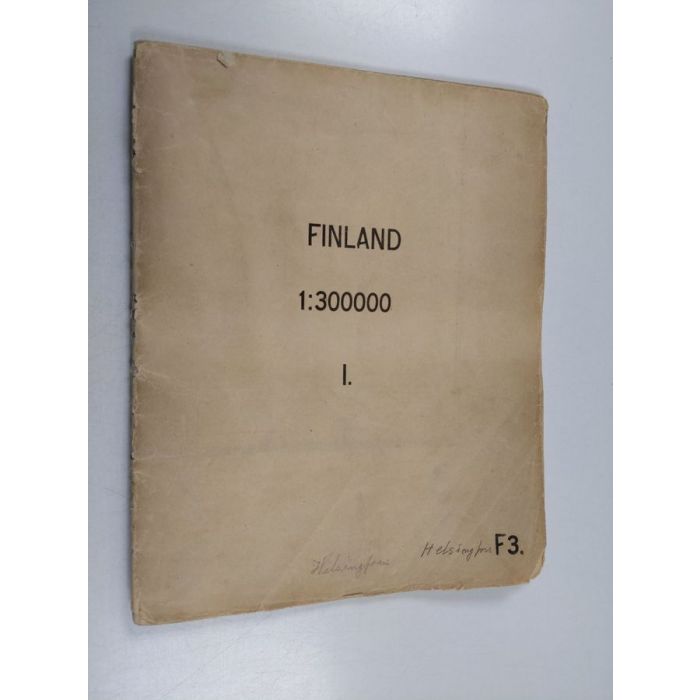 FINLAND
1:300000
I.
Helsingfors F3.
Helsingfors